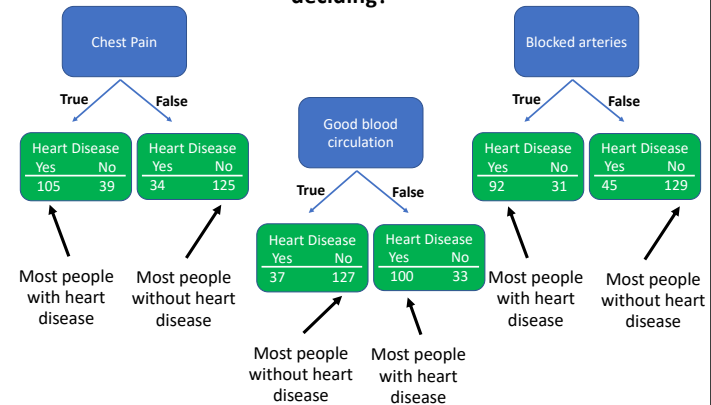 deciding?
Chest Pain
True
False
Heart Disease
Yes No
105 39
Heart Disease
Yes No
34 125
Most people
with heart
disease
Most people
without heart
disease
Good blood
circulation
True
False
Heart Disease
Yes No
37 127
Heart Disease
Yes No
100 33
Most people
without heart
disease
Most people
with heart
disease
Blocked arteries
True
False
Heart Disease
Yes No
92 31
Heart Disease
Yes No
45 129
Most people
with heart
disease
Most people
without heart
disease